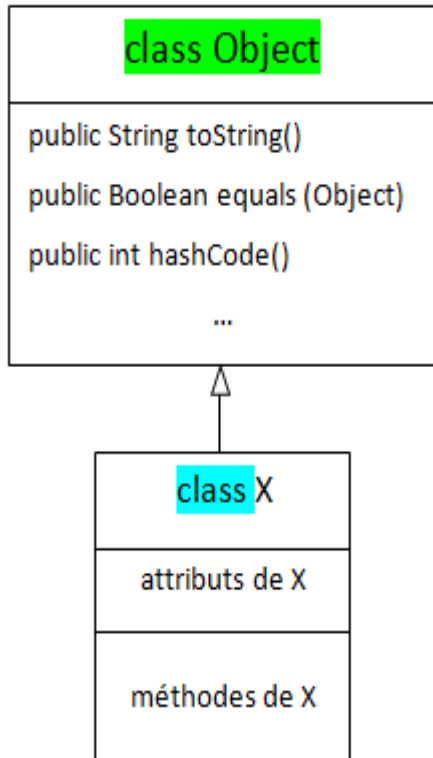 class Object
public String toString()
public Boolean equals (Object)
public int hashCode()
...
class X
attributs de X
méthodes de X